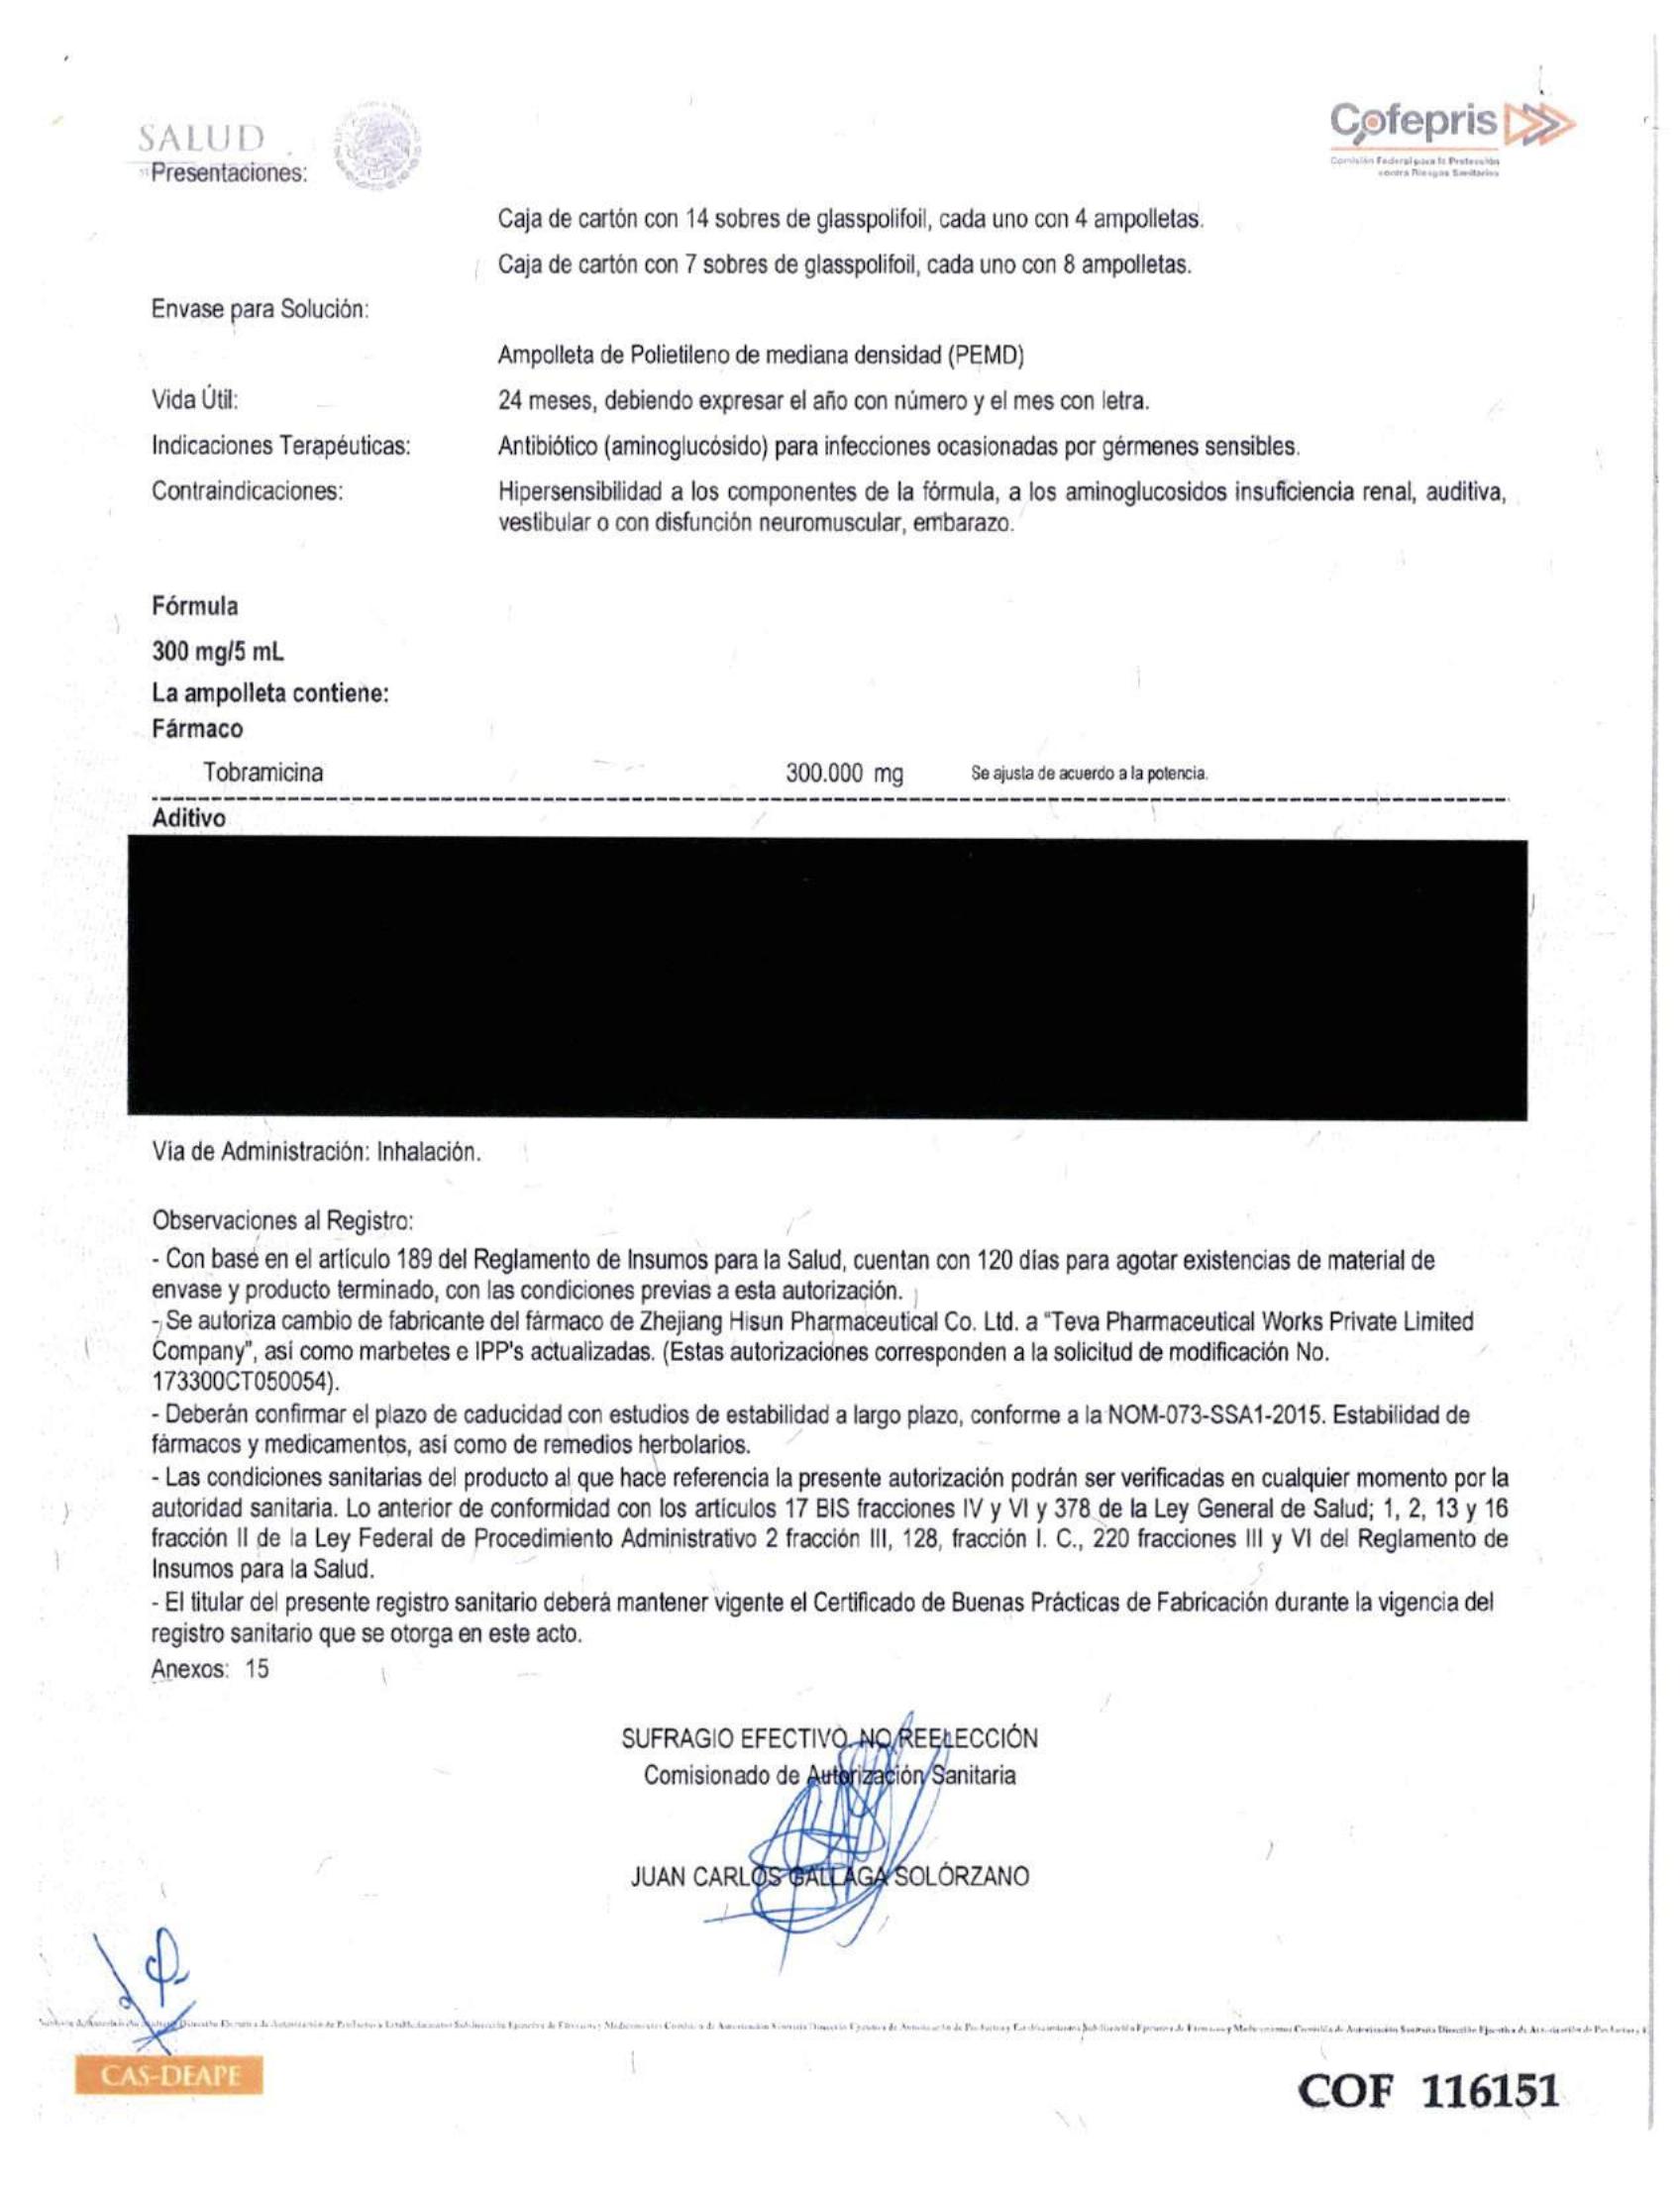 SALUD
Cofepris
Comisión Federal para la Protección
contra Riesgos Sanitarios
Presentaciones:
Caja de cartón con 14 sobres de glasspolifoil, cada uno con 4 ampolletas.
Caja de cartón con 7 sobres de glasspolifoil, cada uno con 8 ampolletas.
Envase para Solución:
Ampolleta de Polietileno de mediana densidad (PEMD)
Vida Útil: 24 meses, debiendo expresar el año con número y el mes con letra.
Indicaciones Terapéuticas: Antibiótico (aminoglucósido) para infecciones ocasionadas por gérmenes sensibles.
Contraindicaciones: Hipersensibilidad a los componentes de la fórmula, a los aminoglucosidos insuficiencia renal, auditiva,
vestibular o con disfunción neuromuscular, embarazo.
Fórmula
300 mg/5 mL
La ampolleta contiene:
Fármaco
Tobramicina 300.000 mg Se ajusta de acuerdo a la potencia.
Aditivo
Vía de Administración: Inhalación.
Observaciones al Registro:
- Con base en el artículo 189 del Reglamento de Insumos para la Salud, cuentan con 120 días para agotar existencias de material de
envase y producto terminado, con las condiciones previas a esta autorización.
- Se autoriza cambio de fabricante del fármaco de Zhejiang Hisun Pharmaceutical Co. Ltd. a "Teva Pharmaceutical Works Private Limited
Company", así como marbetes e IPP's actualizadas. (Estas autorizaciones corresponden a la solicitud de modificación No.
173300CT050054).
- Deberán confirmar el plazo de caducidad con estudios de estabilidad a largo plazo, conforme a la NOM-073-SSA1-2015. Estabilidad de
fármacos y medicamentos, así como de remedios herbolarios.
- Las condiciones sanitarias del producto al que hace referencia la presente autorización podrán ser verificadas en cualquier momento por la
autoridad sanitaria. Lo anterior de conformidad con los artículos 17 BIS fracciones IV y VI y 378 de la Ley General de Salud; 1, 2, 13 y 16
fracción II de la Ley Federal de Procedimiento Administrativo 2 fracción III, 128, fracción I. C., 220 fracciones III y VI del Reglamento de
Insumos para la Salud.
- El titular del presente registro sanitario deberá mantener vigente el Certificado de Buenas Prácticas de Fabricación durante la vigencia del
registro sanitario que se otorga en este acto.
Anexos: 15
SUFRAGIO EFECTIVO. NO REELECCIÓN
Comisionado de Autorización Sanitaria
JUAN CARLOS GALLAGA SOLÓRZANO
CAS-DEAPE
COF 116151